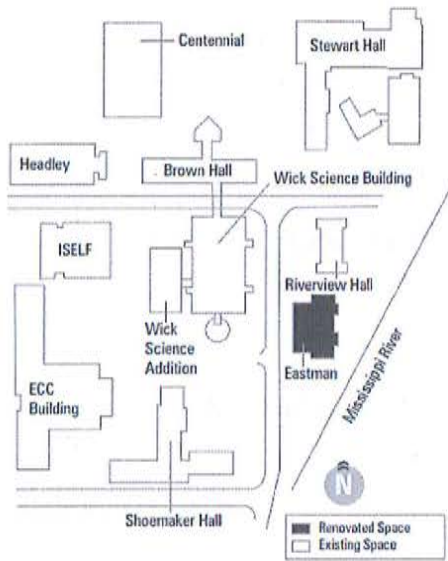 Centennial
Stewart Hall
Headley
Brown Hall
Wick Science Building
ISELF
Riverview Hall
Wick
Science
Addition
Eastman
ECC
Building
Mississippi River
N
Shoemaker Hall
Renovated Space
Existing Space